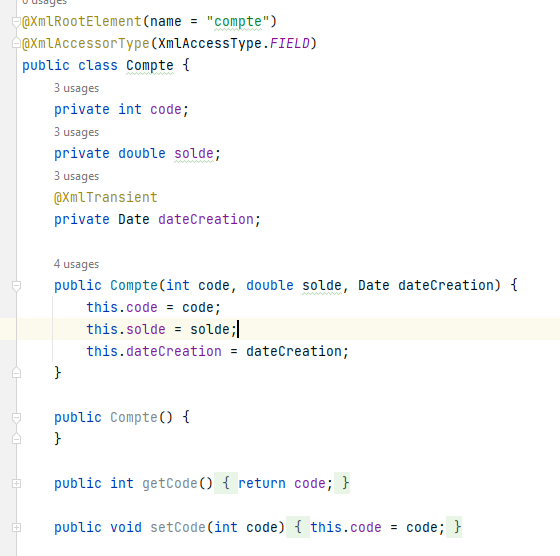 0 usages
@XmlRootElement(name = "compte")
@XmlAccessorType(XmlAccessType.FIELD)
public class Compte {
3 usages
private int code;
3 usages
private double solde;
3 usages
@XmlTransient
private Date dateCreation;
4 usages
public Compte(int code, double solde, Date dateCreation) {
this.code = code;
this.solde = solde;
this.dateCreation = dateCreation;
}
public Compte() {
}
public int getCode() { return code; }
public void setCode(int code) { this.code = code; }